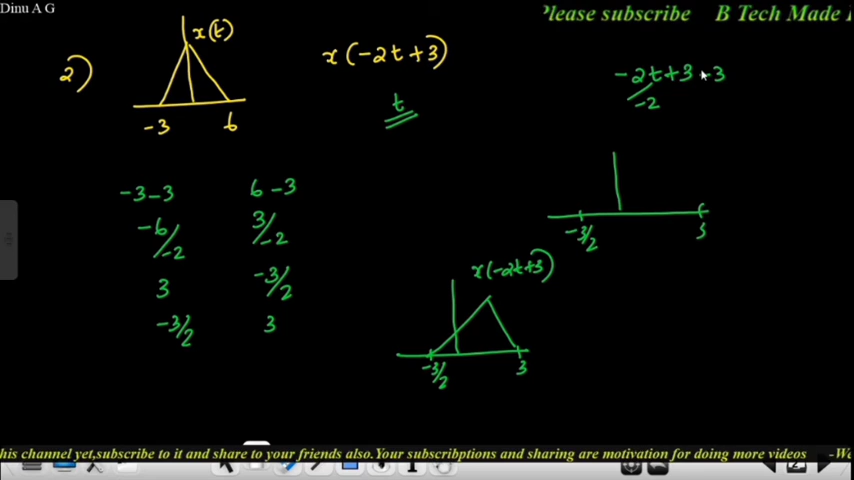 Dinu A G
Please subscribe B Tech Made
2)
x(t)
-3 6
x(-2t+3)
t
-2t+3-3
-2
-3-3 6-3
-6/-2 3/-2
3 -3/2
-3/2 3
-3/2 3
x(-2t+3)
-3/2 3
his channel yet,subscribe to it and share to your friends also.Your subscribptions and sharing are motivation for doing more videos -We